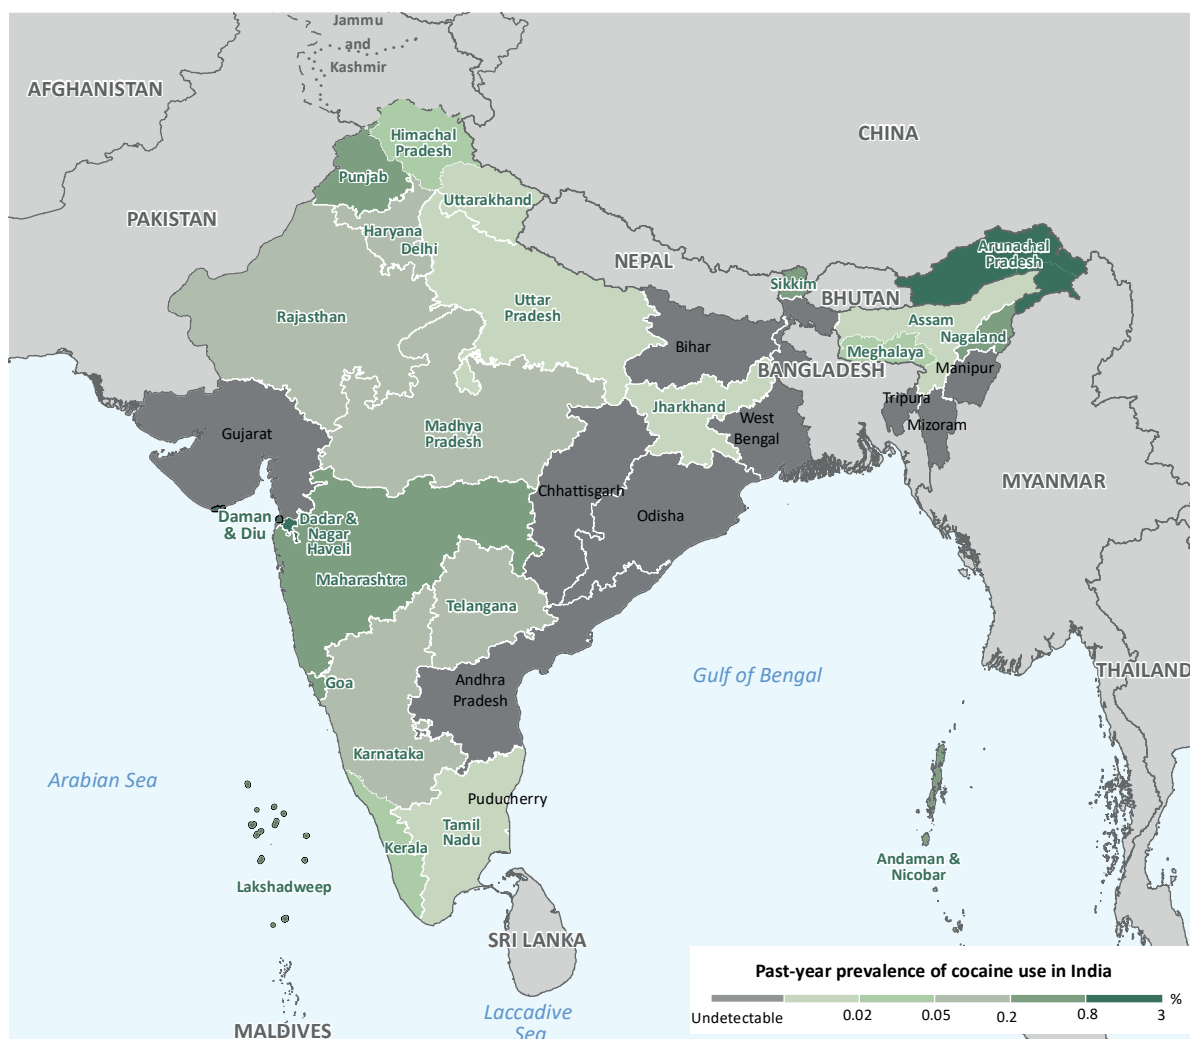 Jammu
and
Kashmir
AFGHANISTAN
CHINA
Himachal
Pradesh
Punjab
Uttarakhand
PAKISTAN
Haryana
Delhi
NEPAL
Arunachal
Pradesh
Sikkim
BHUTAN
Uttar
Pradesh
Rajasthan
Assam
Nagaland
Bihar
Meghalaya
BANGLADESH
Manipur
Tripura
Jharkhand
West
Bengal
Mizoram
Gujarat
Madhya
Pradesh
MYANMAR
Chhattisgarh
Odisha
Daman
& Diu
Dadar &
Nagar
Haveli
Maharashtra
Telangana
Goa
Andhra
Pradesh
Gulf of Bengal
THAILAND
Karnataka
Arabian Sea
Puducherry
Tamil
Nadu
Kerala
Andaman &
Nicobar
Lakshadweep
SRI LANKA
Laccadive
Sea
MALDIVES
Past-year prevalence of cocaine use in India
%
Undetectable 0.02 0.05 0.2 0.8 3